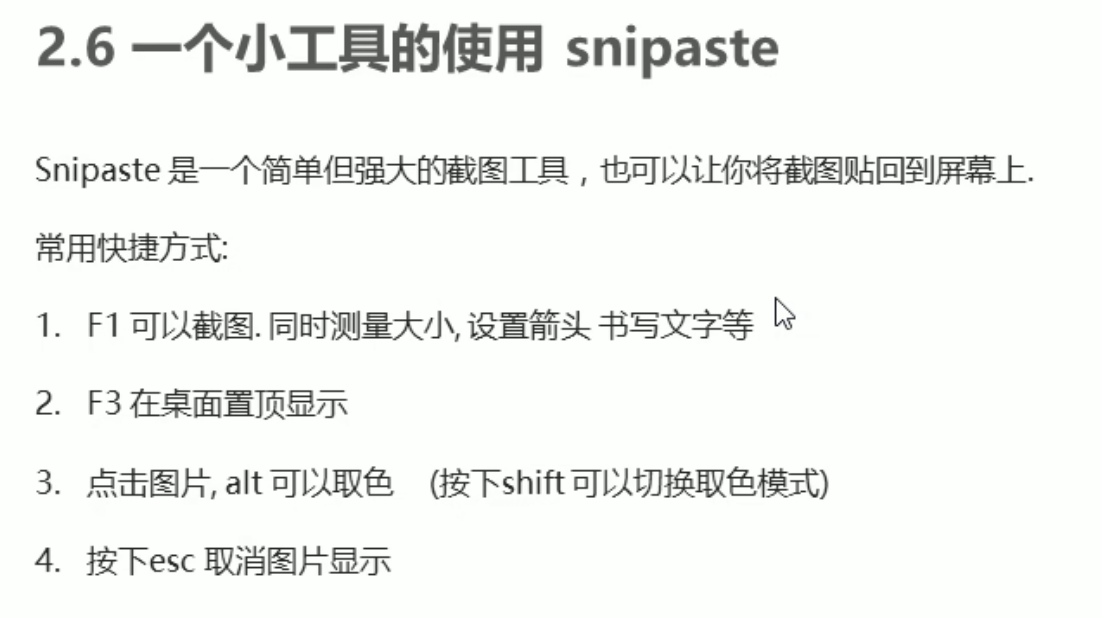 2.6 一个小工具的使用 snipaste
Snipaste 是一个简单但强大的截图工具，也可以让你将截图贴回到屏幕上.
常用快捷方式:
1. F1 可以截图. 同时测量大小, 设置箭头 书写文字等
2. F3 在桌面置顶显示
3. 点击图片, alt 可以取色 (按下shift 可以切换取色模式)
4. 按下esc 取消图片显示